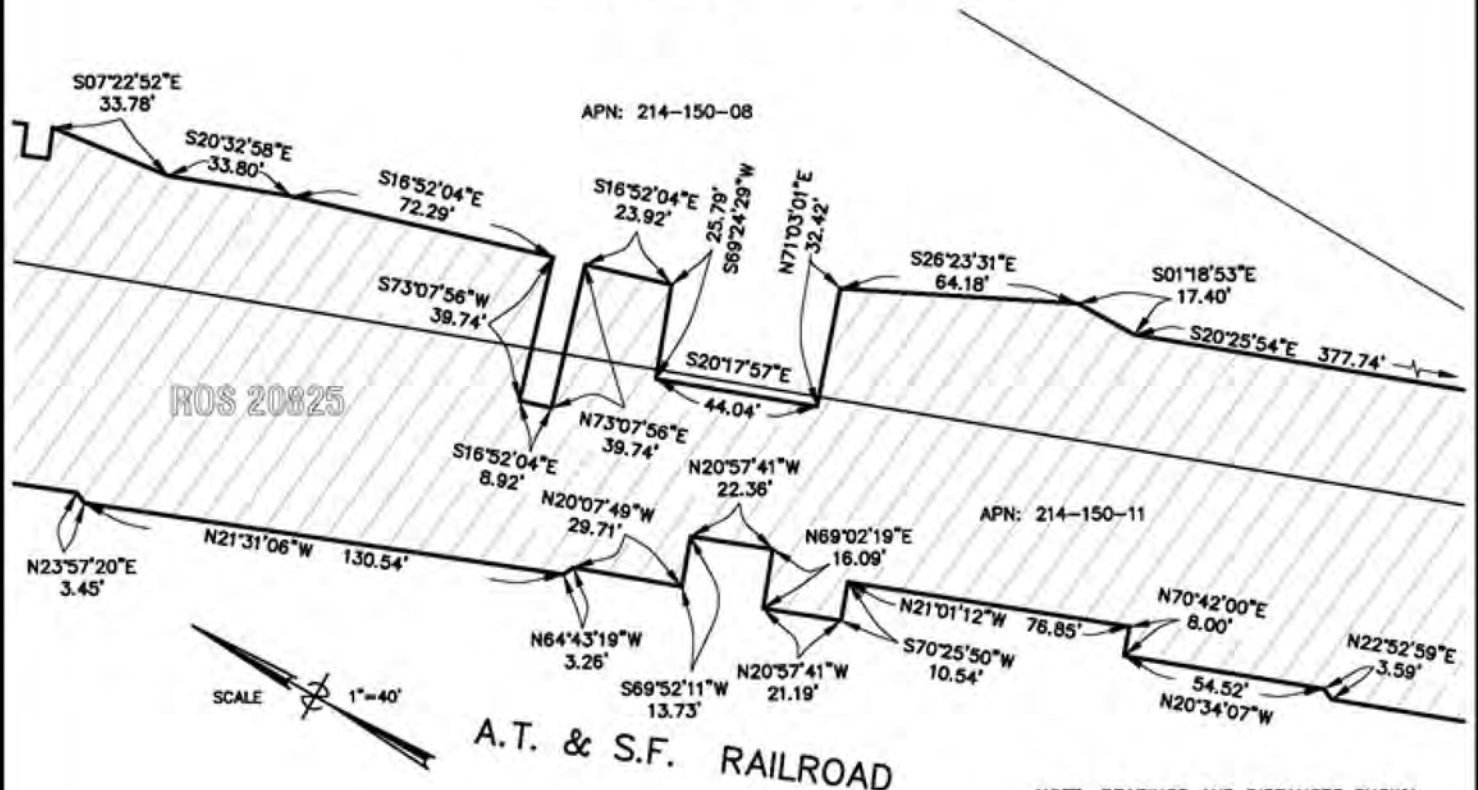 S07°22'52"E
33.78'
S20°32'58"E
33.80'
S16°52'04"E
72.29'
APN: 214-150-08
S16°52'04"E
23.92'
25.79'
S69°24'29"W
N71°03'01"E
32.42'
S26°23'31"E
64.18'
S01°18'53"E
17.40'
S20°25'54"E 377.74'
S73°07'56"W
39.74'
S20°17'57"E
44.04'
ROS 20825
N73°07'56"E
39.74'
S16°52'04"E
8.92'
N20°57'41"W
22.36'
N20°07'49"W
29.71'
APN: 214-150-11
N69°02'19"E
16.09'
N21°31'06"W 130.54'
N23°57'20"E
3.45'
N64°43'19"W
3.26'
S69°52'11"W
13.73'
N20°57'41"W
21.19'
S70°25'50"W
10.54'
N21°01'12"W 76.85'
N70°42'00"E
8.00'
54.52'
N20°34'07"W
N22°52'59"E
3.59'
SCALE 1"=40'
A.T. & S.F. RAILROAD